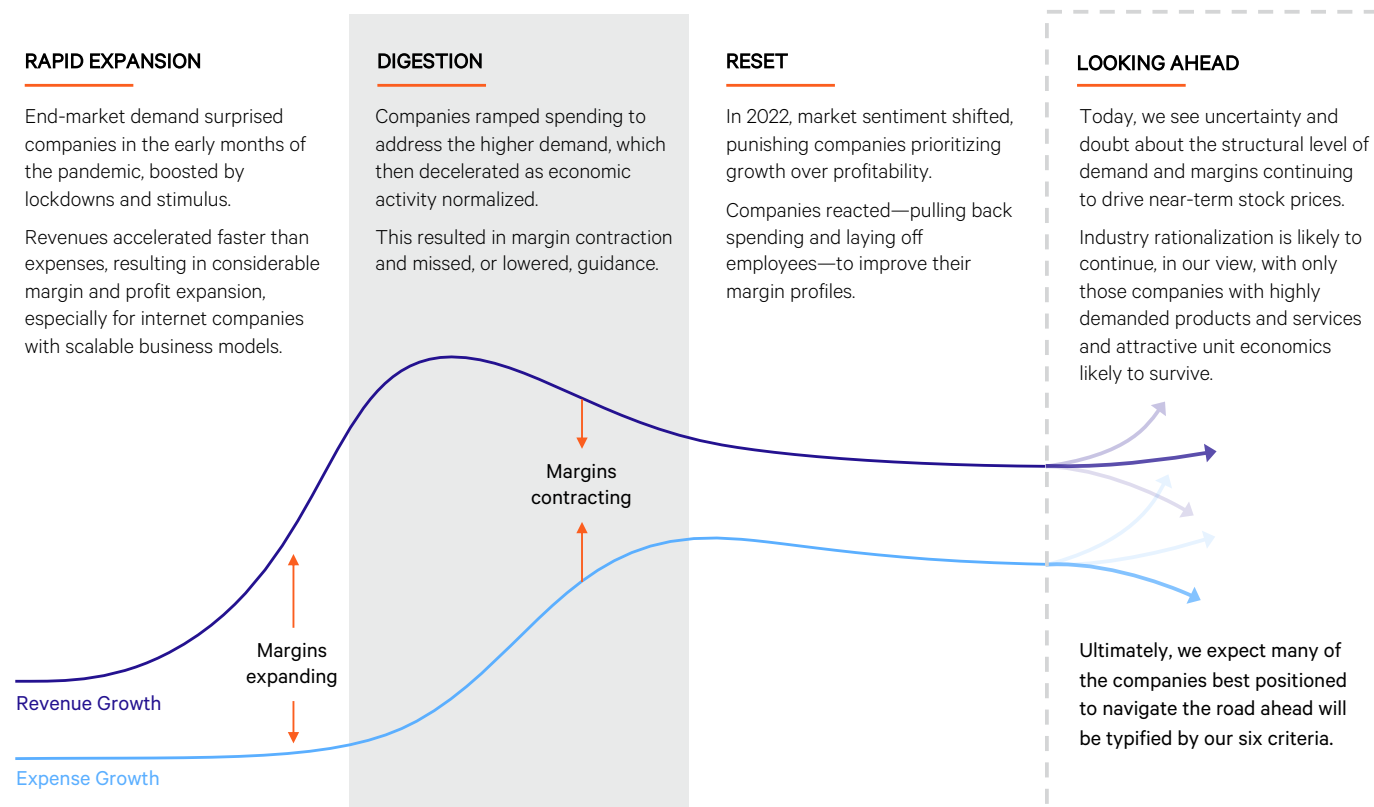 RAPID EXPANSION
End-market demand surprised
companies in the early months of
the pandemic, boosted by
lockdowns and stimulus.
Revenues accelerated faster than
expenses, resulting in considerable
margin and profit expansion,
especially for internet companies
with scalable business models.
DIGESTION
Companies ramped spending to
address the higher demand, which
then decelerated as economic
activity normalized.
This resulted in margin contraction
and missed, or lowered, guidance.
RESET
In 2022, market sentiment shifted,
punishing companies prioritizing
growth over profitability.
Companies reacted—pulling back
spending and laying off
employees—to improve their
margin profiles.
LOOKING AHEAD
Today, we see uncertainty and
doubt about the structural level of
demand and margins continuing
to drive near-term stock prices.
Industry rationalization is likely to
continue, in our view, with only
those companies with highly
demanded products and services
and attractive unit economics
likely to survive.
Margins
contracting
Margins
expanding
Revenue Growth
Expense Growth
Ultimately, we expect many of
the companies best positioned
to navigate the road ahead will
be typified by our six criteria.